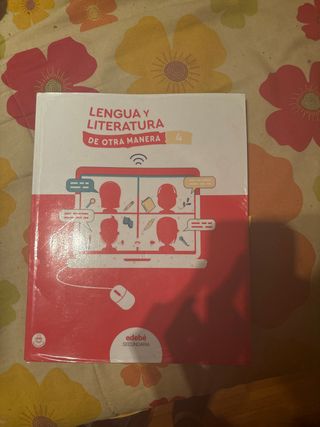 LENGUA Y
LITERATURA
DE OTRA MANERA 4
edebé
SECUNDARIA